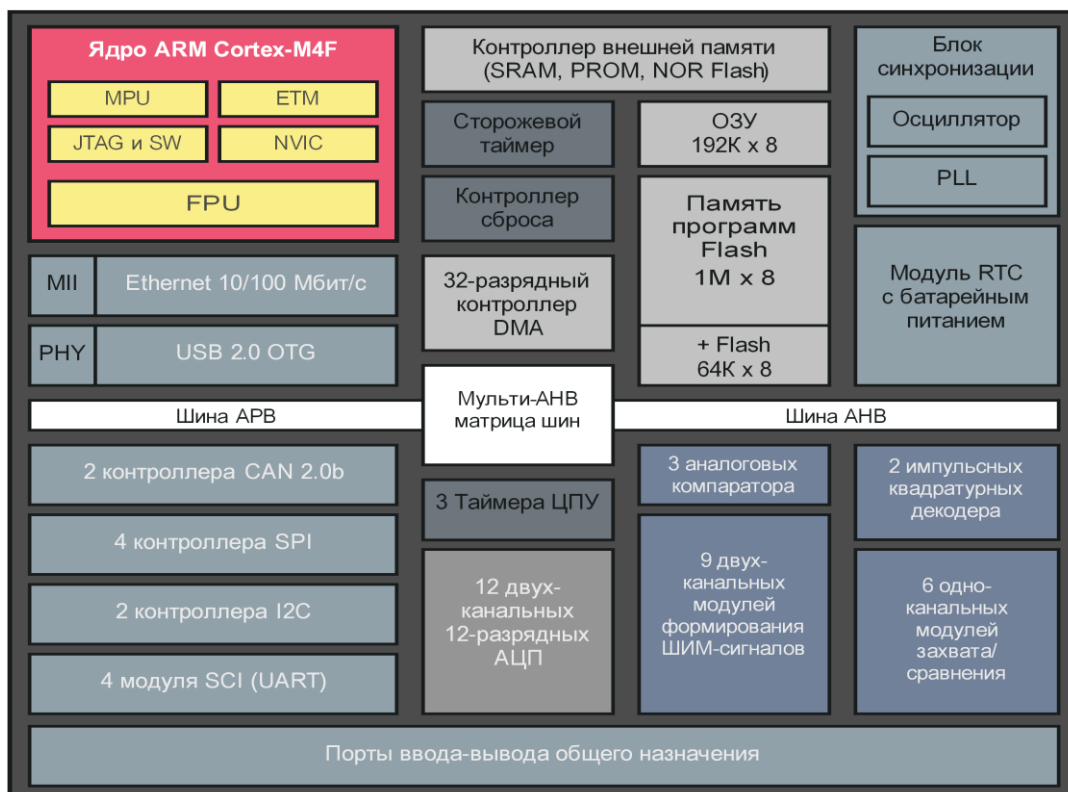 Ядро ARM Cortex-M4F
MPU
ETM
JTAG и SW
NVIC
FPU
MII
Ethernet 10/100 Мбит/с
PHY
USB 2.0 OTG
Контроллер внешней памяти
(SRAM, PROM, NOR Flash)
Сторожевой
таймер
Контроллер
сброса
32-разрядный
контроллер
DMA
ОЗУ
192К x 8
Память
программ
Flash
1М x 8
+ Flash
64К x 8
Блок
синхронизации
Осциллятор
PLL
Модуль RTC
с батарейным
питанием
Шина APB
Мульти-AHB
матрица шин
Шина AHB
2 контроллера CAN 2.0b
4 контроллера SPI
2 контроллера I2C
4 модуля SCI (UART)
3 Таймера ЦПУ
12 двух-
канальных
12-разрядных
АЦП
3 аналоговых
компаратора
9 двух-
канальных
модулей
формирования
ШИМ-сигналов
2 импульсных
квадратурных
декодера
6 одно-
канальных
модулей
захвата/
сравнения
Порты ввода-вывода общего назначения